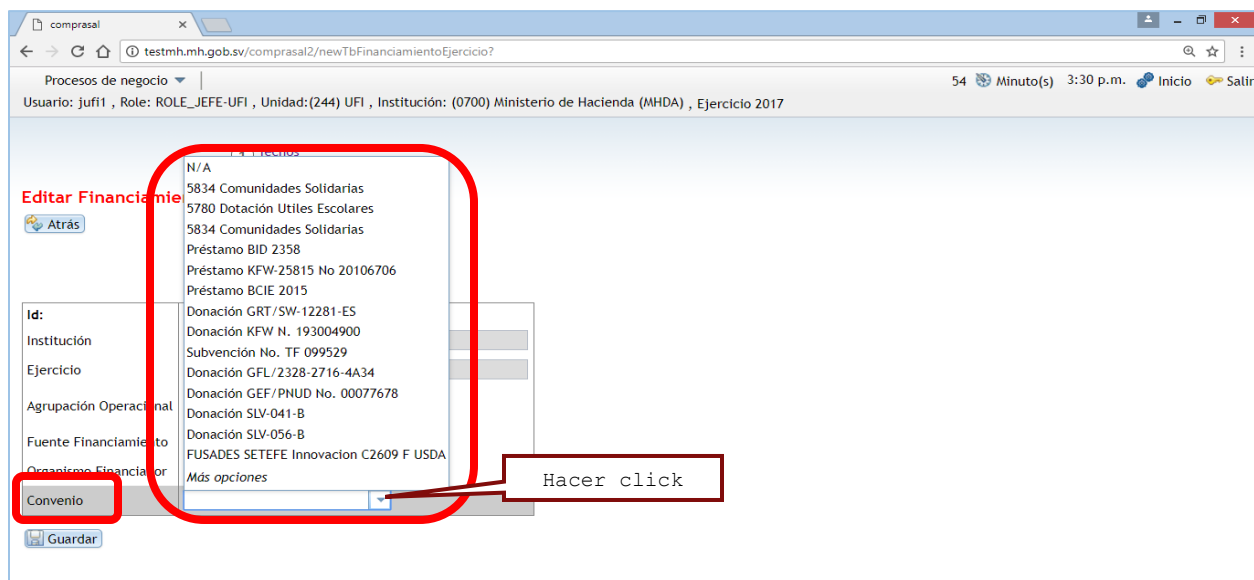 comprasal
testmh.mh.gob.sv/comprasal2/newTbFinanciamientoEjercicio?
Procesos de negocio
54 Minuto(s) 3:30 p.m. Inicio Salir
Usuario: jufi1 , Role: ROLE_JEFE-UFI , Unidad:(244) UFI , Institución: (0700) Ministerio de Hacienda (MHDA) , Ejercicio 2017
Techos
N/A
5834 Comunidades Solidarias
Editar Financiamie
5780 Dotación Utiles Escolares
Atrás
5834 Comunidades Solidarias
Préstamo BID 2358
Préstamo KFW-25815 No 20106706
Préstamo BCIE 2015
Id:
Donación GRT/SW-12281-ES
Institución
Donación KFW N. 193004900
Subvención No. TF 099529
Ejercicio
Donación GFL/2328-2716-4A34
Donación GEF/PNUD No. 00077678
Agrupación Operacional
Donación SLV-041-B
Donación SLV-056-B
Fuente Financiamiento
FUSADES SETEFE Innovacion C2609 F USDA
Organismo Financiador
Más opciones
Hacer click
Convenio
Guardar